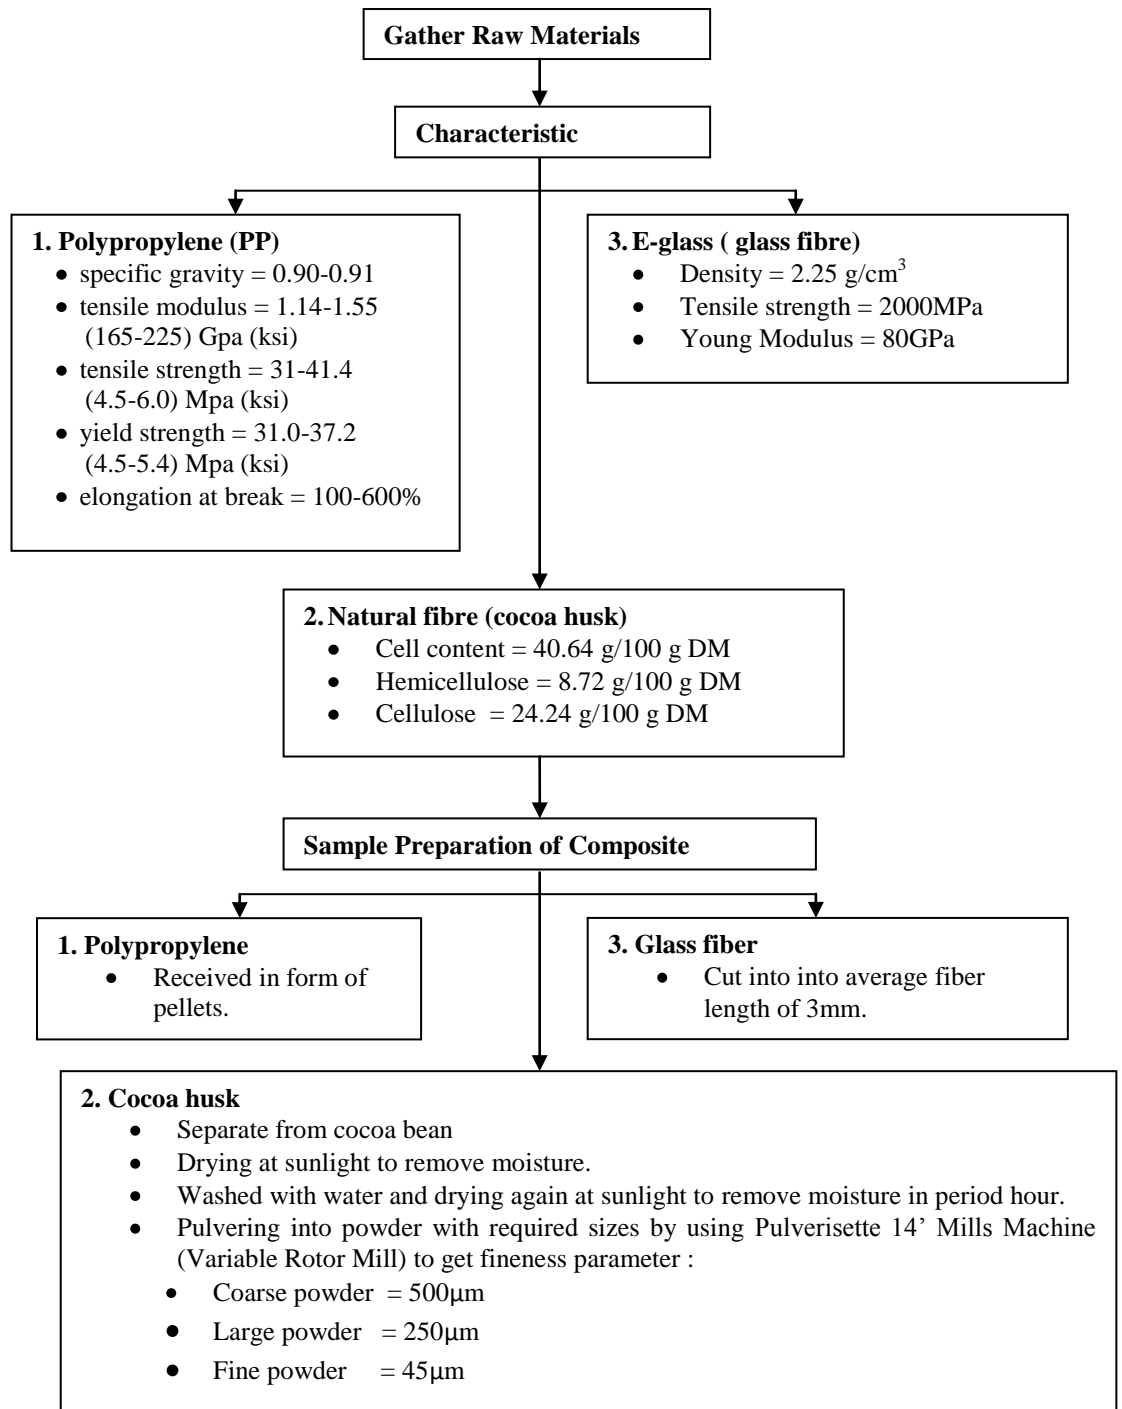 Gather Raw Materials
Characteristic
1. Polypropylene (PP)
• specific gravity = 0.90-0.91
• tensile modulus = 1.14-1.55
(165-225) Gpa (ksi)
• tensile strength = 31-41.4
(4.5-6.0) Mpa (ksi)
• yield strength = 31.0-37.2
(4.5-5.4) Mpa (ksi)
• elongation at break = 100-600%
3. E-glass ( glass fibre)
• Density = 2.25 g/cm³
• Tensile strength = 2000MPa
• Young Modulus = 80GPa
2. Natural fibre (cocoa husk)
• Cell content = 40.64 g/100 g DM
• Hemicellulose = 8.72 g/100 g DM
• Cellulose = 24.24 g/100 g DM
Sample Preparation of Composite
1. Polypropylene
• Received in form of
pellets.
3. Glass fiber
• Cut into into average fiber
length of 3mm.
2. Cocoa husk
• Separate from cocoa bean
• Drying at sunlight to remove moisture.
• Washed with water and drying again at sunlight to remove moisture in period hour.
• Pulvering into powder with required sizes by using Pulverisette 14’ Mills Machine
(Variable Rotor Mill) to get fineness parameter :
• Coarse powder = 500µm
• Large powder = 250µm
• Fine powder = 45µm